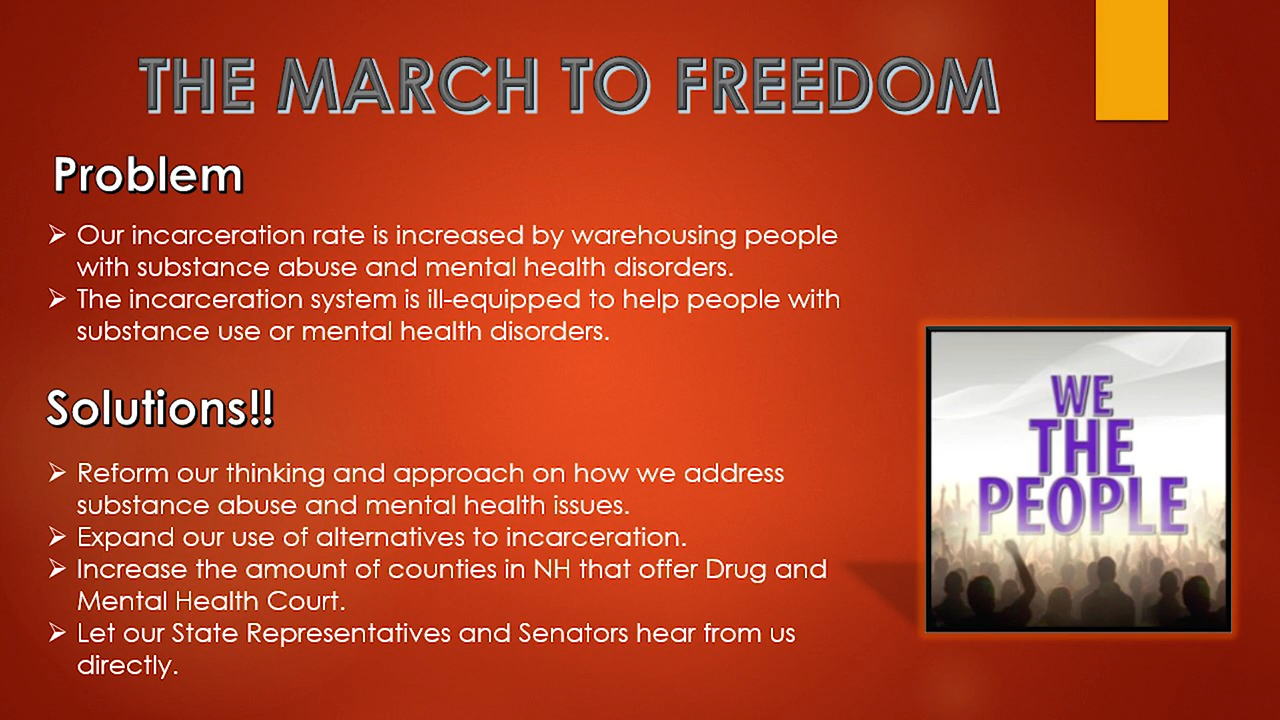 THE MARCH TO FREEDOM
Problem
➢ Our incarceration rate is increased by warehousing people
with substance abuse and mental health disorders.
➢ The incarceration system is ill-equipped to help people with
substance use or mental health disorders.
Solutions!!
➢ Reform our thinking and approach on how we address
substance abuse and mental health issues.
➢ Expand our use of alternatives to incarceration.
➢ Increase the amount of counties in NH that offer Drug and
Mental Health Court.
➢ Let our State Representatives and Senators hear from us
directly.
WE
THE
PEOPLE